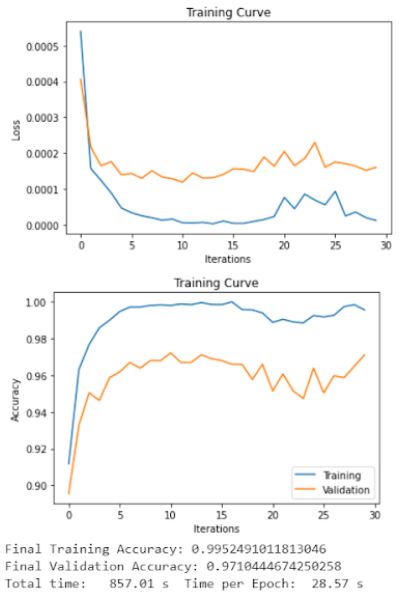 Training Curve
0.0005
0.0004
0.0003
0.0002
0.0001
0.0000
Loss
0 5 10 15 20 25 30
Iterations
Training Curve
1.00
0.98
0.96
0.94
0.92
0.90
Accuracy
Training
Validation
0 5 10 15 20 25 30
Iterations
Final Training Accuracy: 0.9952491011813046
Final Validation Accuracy: 0.9710444674250258
Total time: 857.01 s Time per Epoch: 28.57 s